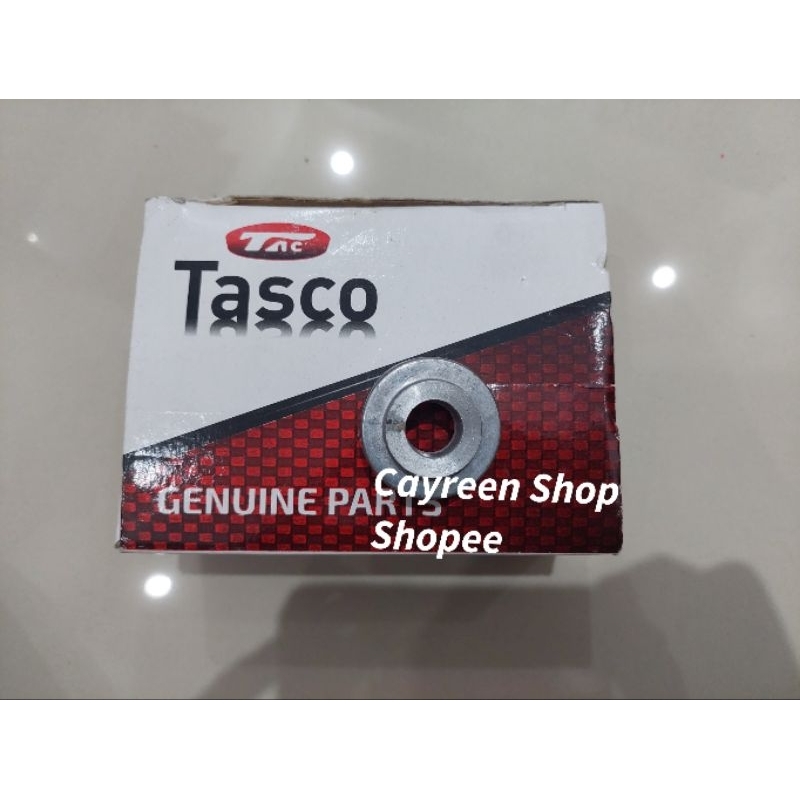 TAC
Tasco
GENUINE PARTS
Cayreen Shop
Shopee